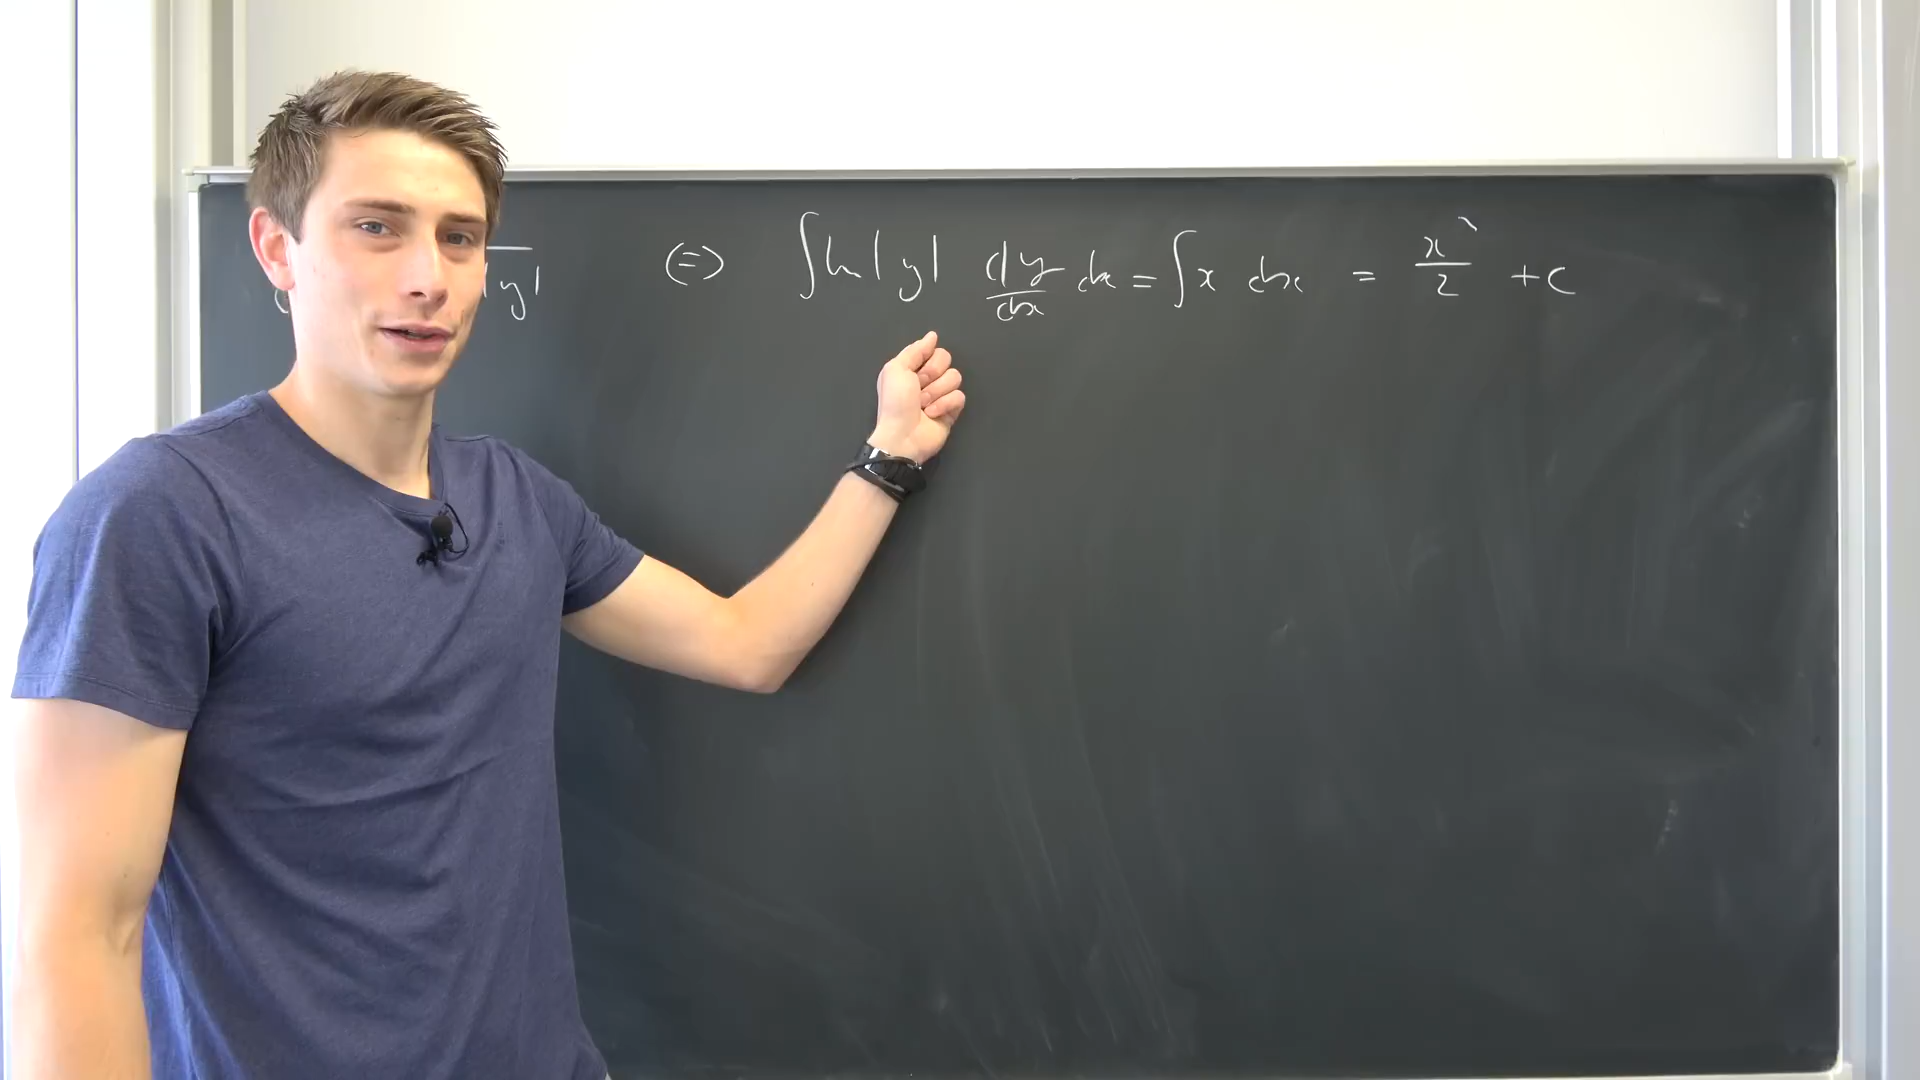 |y| (=) ∫ ln|y| dy/dx dx = ∫ x dx = x²/2 + c